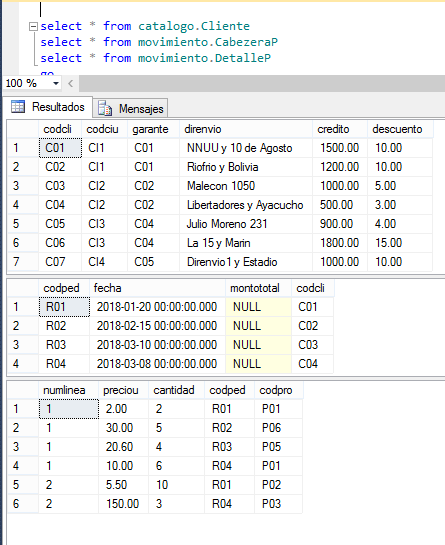 select * from catalogo.Cliente
select * from movimiento.CabezeraP
select * from movimiento.DetalleP
go
100 %
Resultados Mensajes
codcli codciu garante direnvio credito descuento
1 C01 CI1 C01 NNUU y 10 de Agosto 1500.00 10.00
2 C02 CI1 C01 Riofrio y Bolivia 1200.00 10.00
3 C03 CI2 C02 Malecon 1050 1000.00 5.00
4 C04 CI2 C02 Libertadores y Ayacucho 500.00 3.00
5 C05 CI3 C04 Julio Moreno 231 900.00 4.00
6 C06 CI3 C04 La 15 y Marin 1800.00 15.00
7 C07 CI4 C05 Direnvio1 y Estadio 1000.00 10.00
codped fecha montototal codcli
1 R01 2018-01-20 00:00:00.000 NULL C01
2 R02 2018-02-15 00:00:00.000 NULL C02
3 R03 2018-03-10 00:00:00.000 NULL C03
4 R04 2018-03-08 00:00:00.000 NULL C04
numlinea preciou cantidad codped codpro
1 1 2.00 2 R01 P01
2 1 30.00 5 R02 P06
3 1 20.60 4 R03 P05
4 1 10.00 6 R04 P01
5 2 5.50 10 R01 P02
6 2 150.00 3 R04 P03